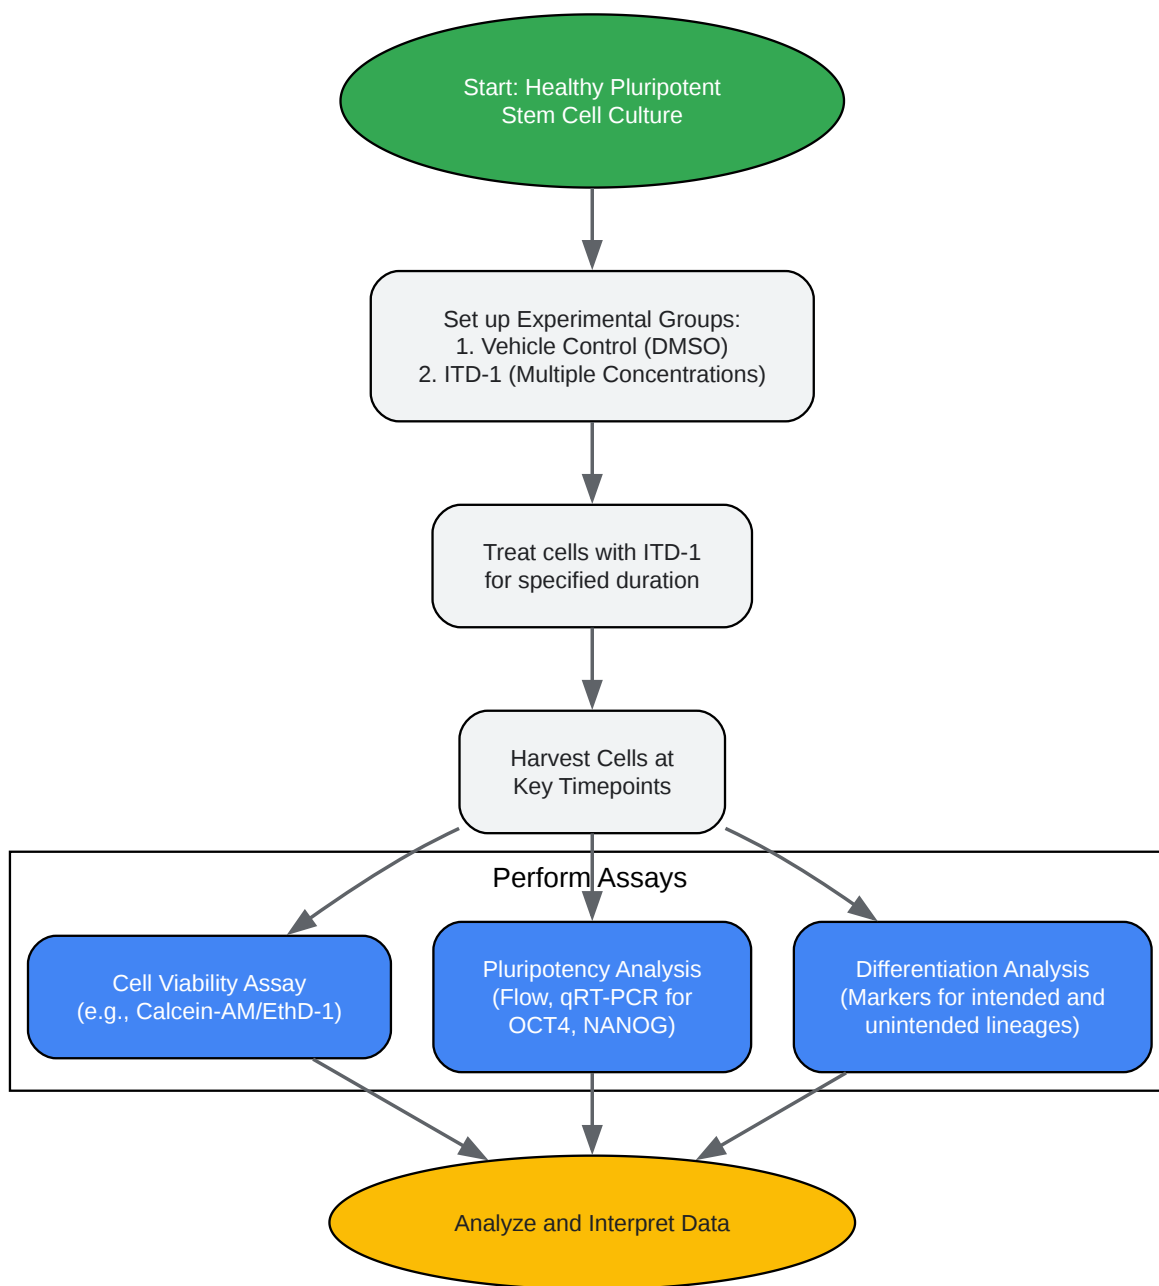 Start: Healthy Pluripotent
Stem Cell Culture
Set up Experimental Groups:
1. Vehicle Control (DMSO)
2. ITD-1 (Multiple Concentrations)
Treat cells with ITD-1
for specified duration
Harvest Cells at
Key Timepoints
Perform Assays
Cell Viability Assay
(e.g., Calcein-AM/EthD-1)
Pluripotency Analysis
(Flow, qRT-PCR for
OCT4, NANOG)
Differentiation Analysis
(Markers for intended and
unintended lineages)
Analyze and Interpret Data